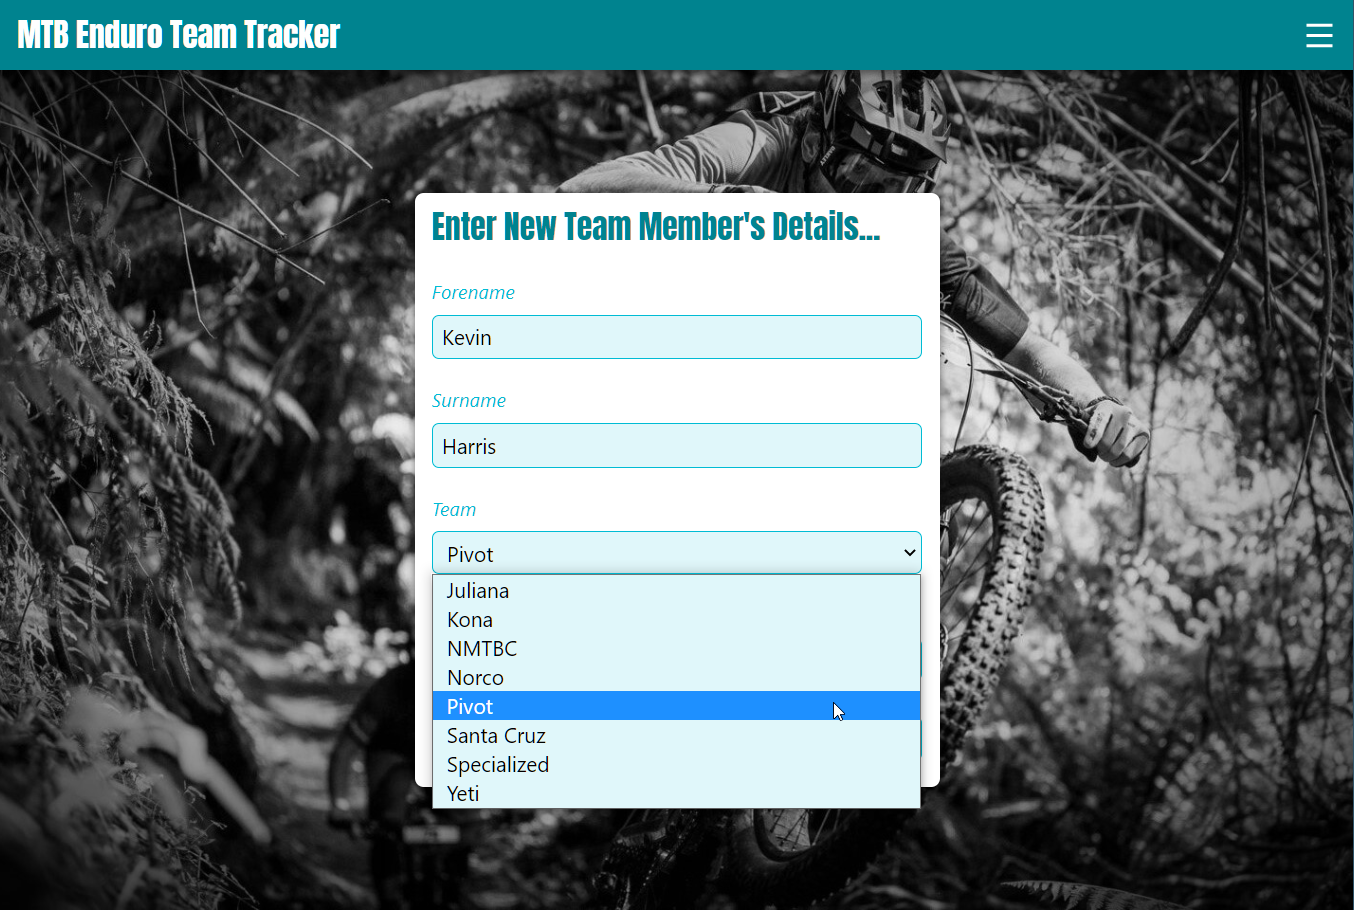 MTB Enduro Team Tracker
Enter New Team Member's Details...
Forename
Kevin
Surname
Harris
Team
Pivot
Juliana
Kona
NMTBC
Norco
Pivot
Santa Cruz
Specialized
Yeti